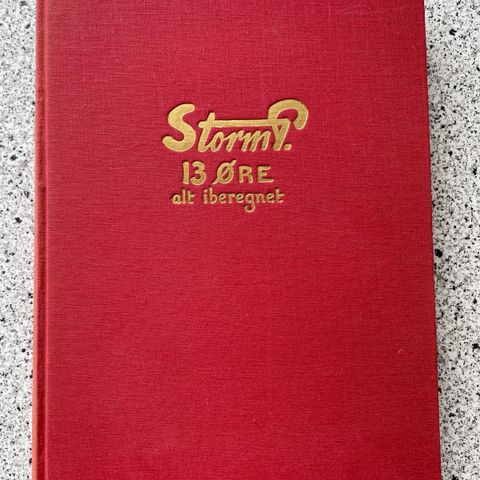 Storm P.
13 ØRE
alt iberegnet